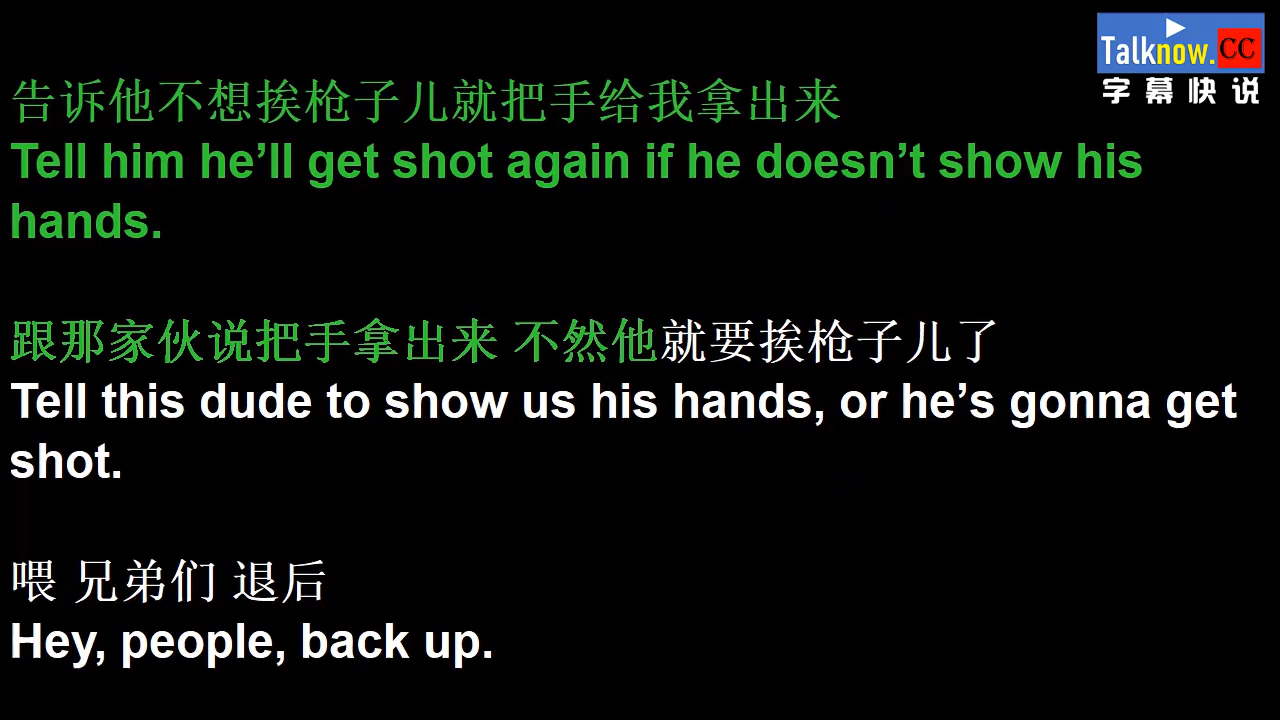 Talknow.CC
字幕快说
告诉他不想挨枪子儿就把手给我拿出来
Tell him he’ll get shot again if he doesn’t show his
hands.
跟那家伙说把手拿出来 不然他就要挨枪子儿了
Tell this dude to show us his hands, or he’s gonna get
shot.
喂 兄弟们 退后
Hey, people, back up.